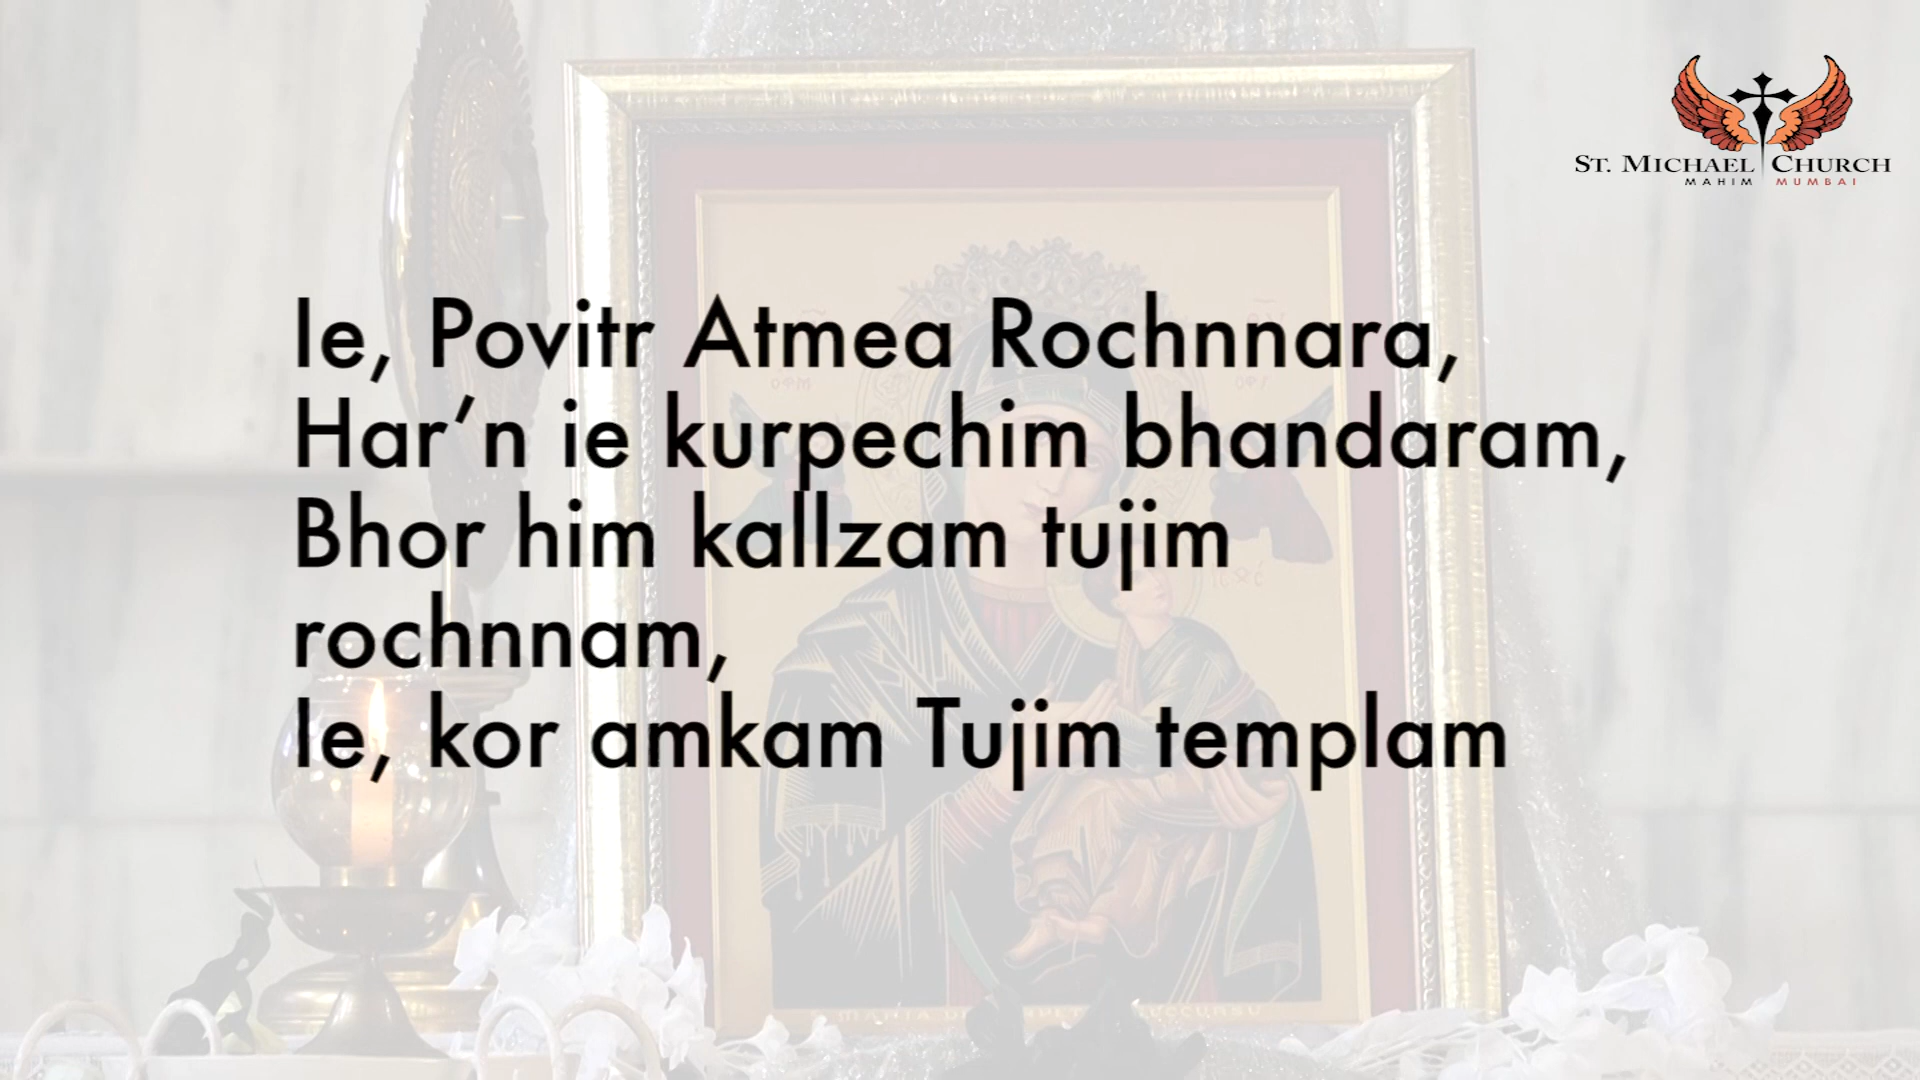 ST. MICHAEL CHURCH
MAHIM MUMBAI
Ie, Povitr Atmea Rochnnara,
Har’n ie kurpechim bhandaram,
Bhor him kallzam tujim
rochnnam,
Ie, kor amkam Tujim templam